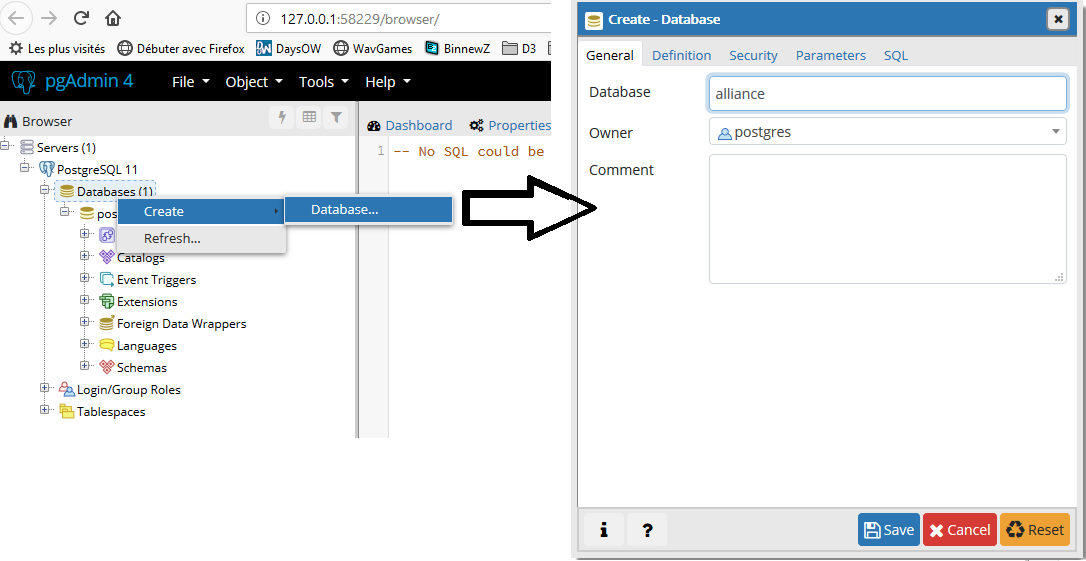 127.0.0.1:58229/browser/
Les plus visités Débuter avec Firefox DaysOW WavGames BinnewZ D3
pgAdmin 4 File Object Tools Help
Browser
Servers (1)
PostgreSQL 11
Databases (1)
Create
Database...
Refresh...
Catalogs
Event Triggers
Extensions
Foreign Data Wrappers
Languages
Schemas
Login/Group Roles
Tablespaces
Dashboard Properties
1 -- No SQL could be
Create - Database
General Definition Security Parameters SQL
Database alliance
Owner postgres
Comment
i ? Save Cancel Reset